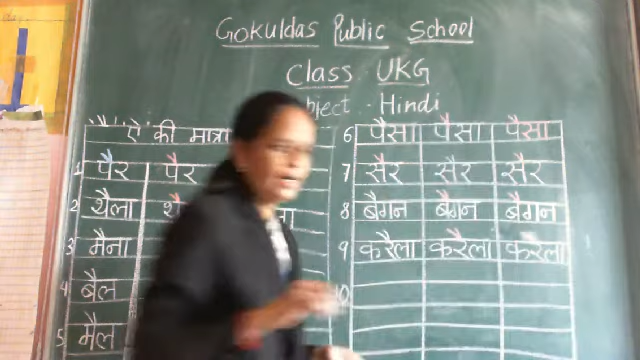 Gokuldas Public School
Class UKG
bject - Hindi
ऐ की मात्रा
1 पैर पैर
2 थैला
3 मैना
4 बैल
5 मैल
6 पैसा पैसा पैसा
7 सैर सैर सैर
8 बैगन बैगन बैगन
9 करैला करैला करैला
10